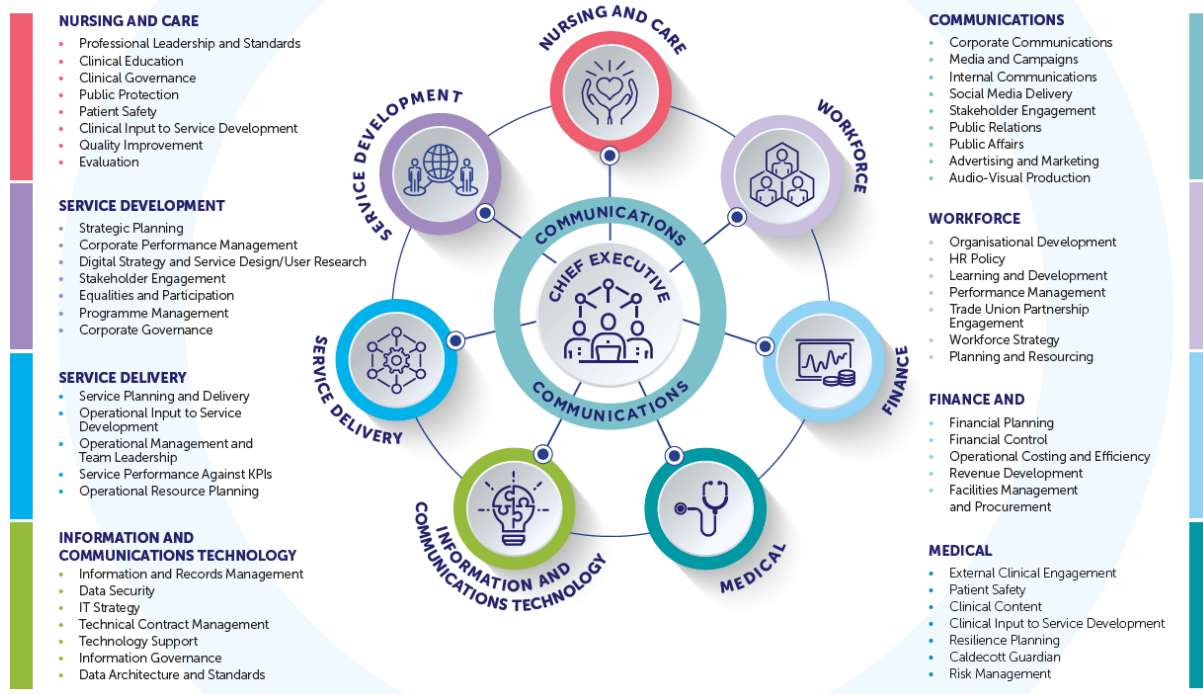 NURSING AND CARE
• Professional Leadership and Standards
• Clinical Education
• Clinical Governance
• Public Protection
• Patient Safety
• Clinical Input to Service Development
• Quality Improvement
• Evaluation
SERVICE DEVELOPMENT
• Strategic Planning
• Corporate Performance Management
• Digital Strategy and Service Design/User Research
• Stakeholder Engagement
• Equalities and Participation
• Programme Management
• Corporate Governance
SERVICE DELIVERY
• Service Planning and Delivery
• Operational Input to Service
Development
• Operational Management and
Team Leadership
• Service Performance Against KPIs
• Operational Resource Planning
INFORMATION AND
COMMUNICATIONS TECHNOLOGY
• Information and Records Management
• Data Security
• IT Strategy
• Technical Contract Management
• Technology Support
• Information Governance
• Data Architecture and Standards
NURSING AND CARE
SERVICE DEVELOPMENT
WORKFORCE
COMMUNICATIONS
CHIEF EXECUTIVE
COMMUNICATIONS
SERVICE DELIVERY
FINANCE
INFORMATION AND
COMMUNICATIONS TECHNOLOGY
MEDICAL
COMMUNICATIONS
• Corporate Communications
• Media and Campaigns
• Internal Communications
• Social Media Delivery
• Stakeholder Engagement
• Public Relations
• Public Affairs
• Advertising and Marketing
• Audio-Visual Production
WORKFORCE
• Organisational Development
• HR Policy
• Learning and Development
• Performance Management
• Trade Union Partnership
Engagement
• Workforce Strategy
• Planning and Resourcing
FINANCE AND
• Financial Planning
• Financial Control
• Operational Costing and Efficiency
• Revenue Development
• Facilities Management
and Procurement
MEDICAL
• External Clinical Engagement
• Patient Safety
• Clinical Content
• Clinical Input to Service Development
• Resilience Planning
• Caldecott Guardian
• Risk Management